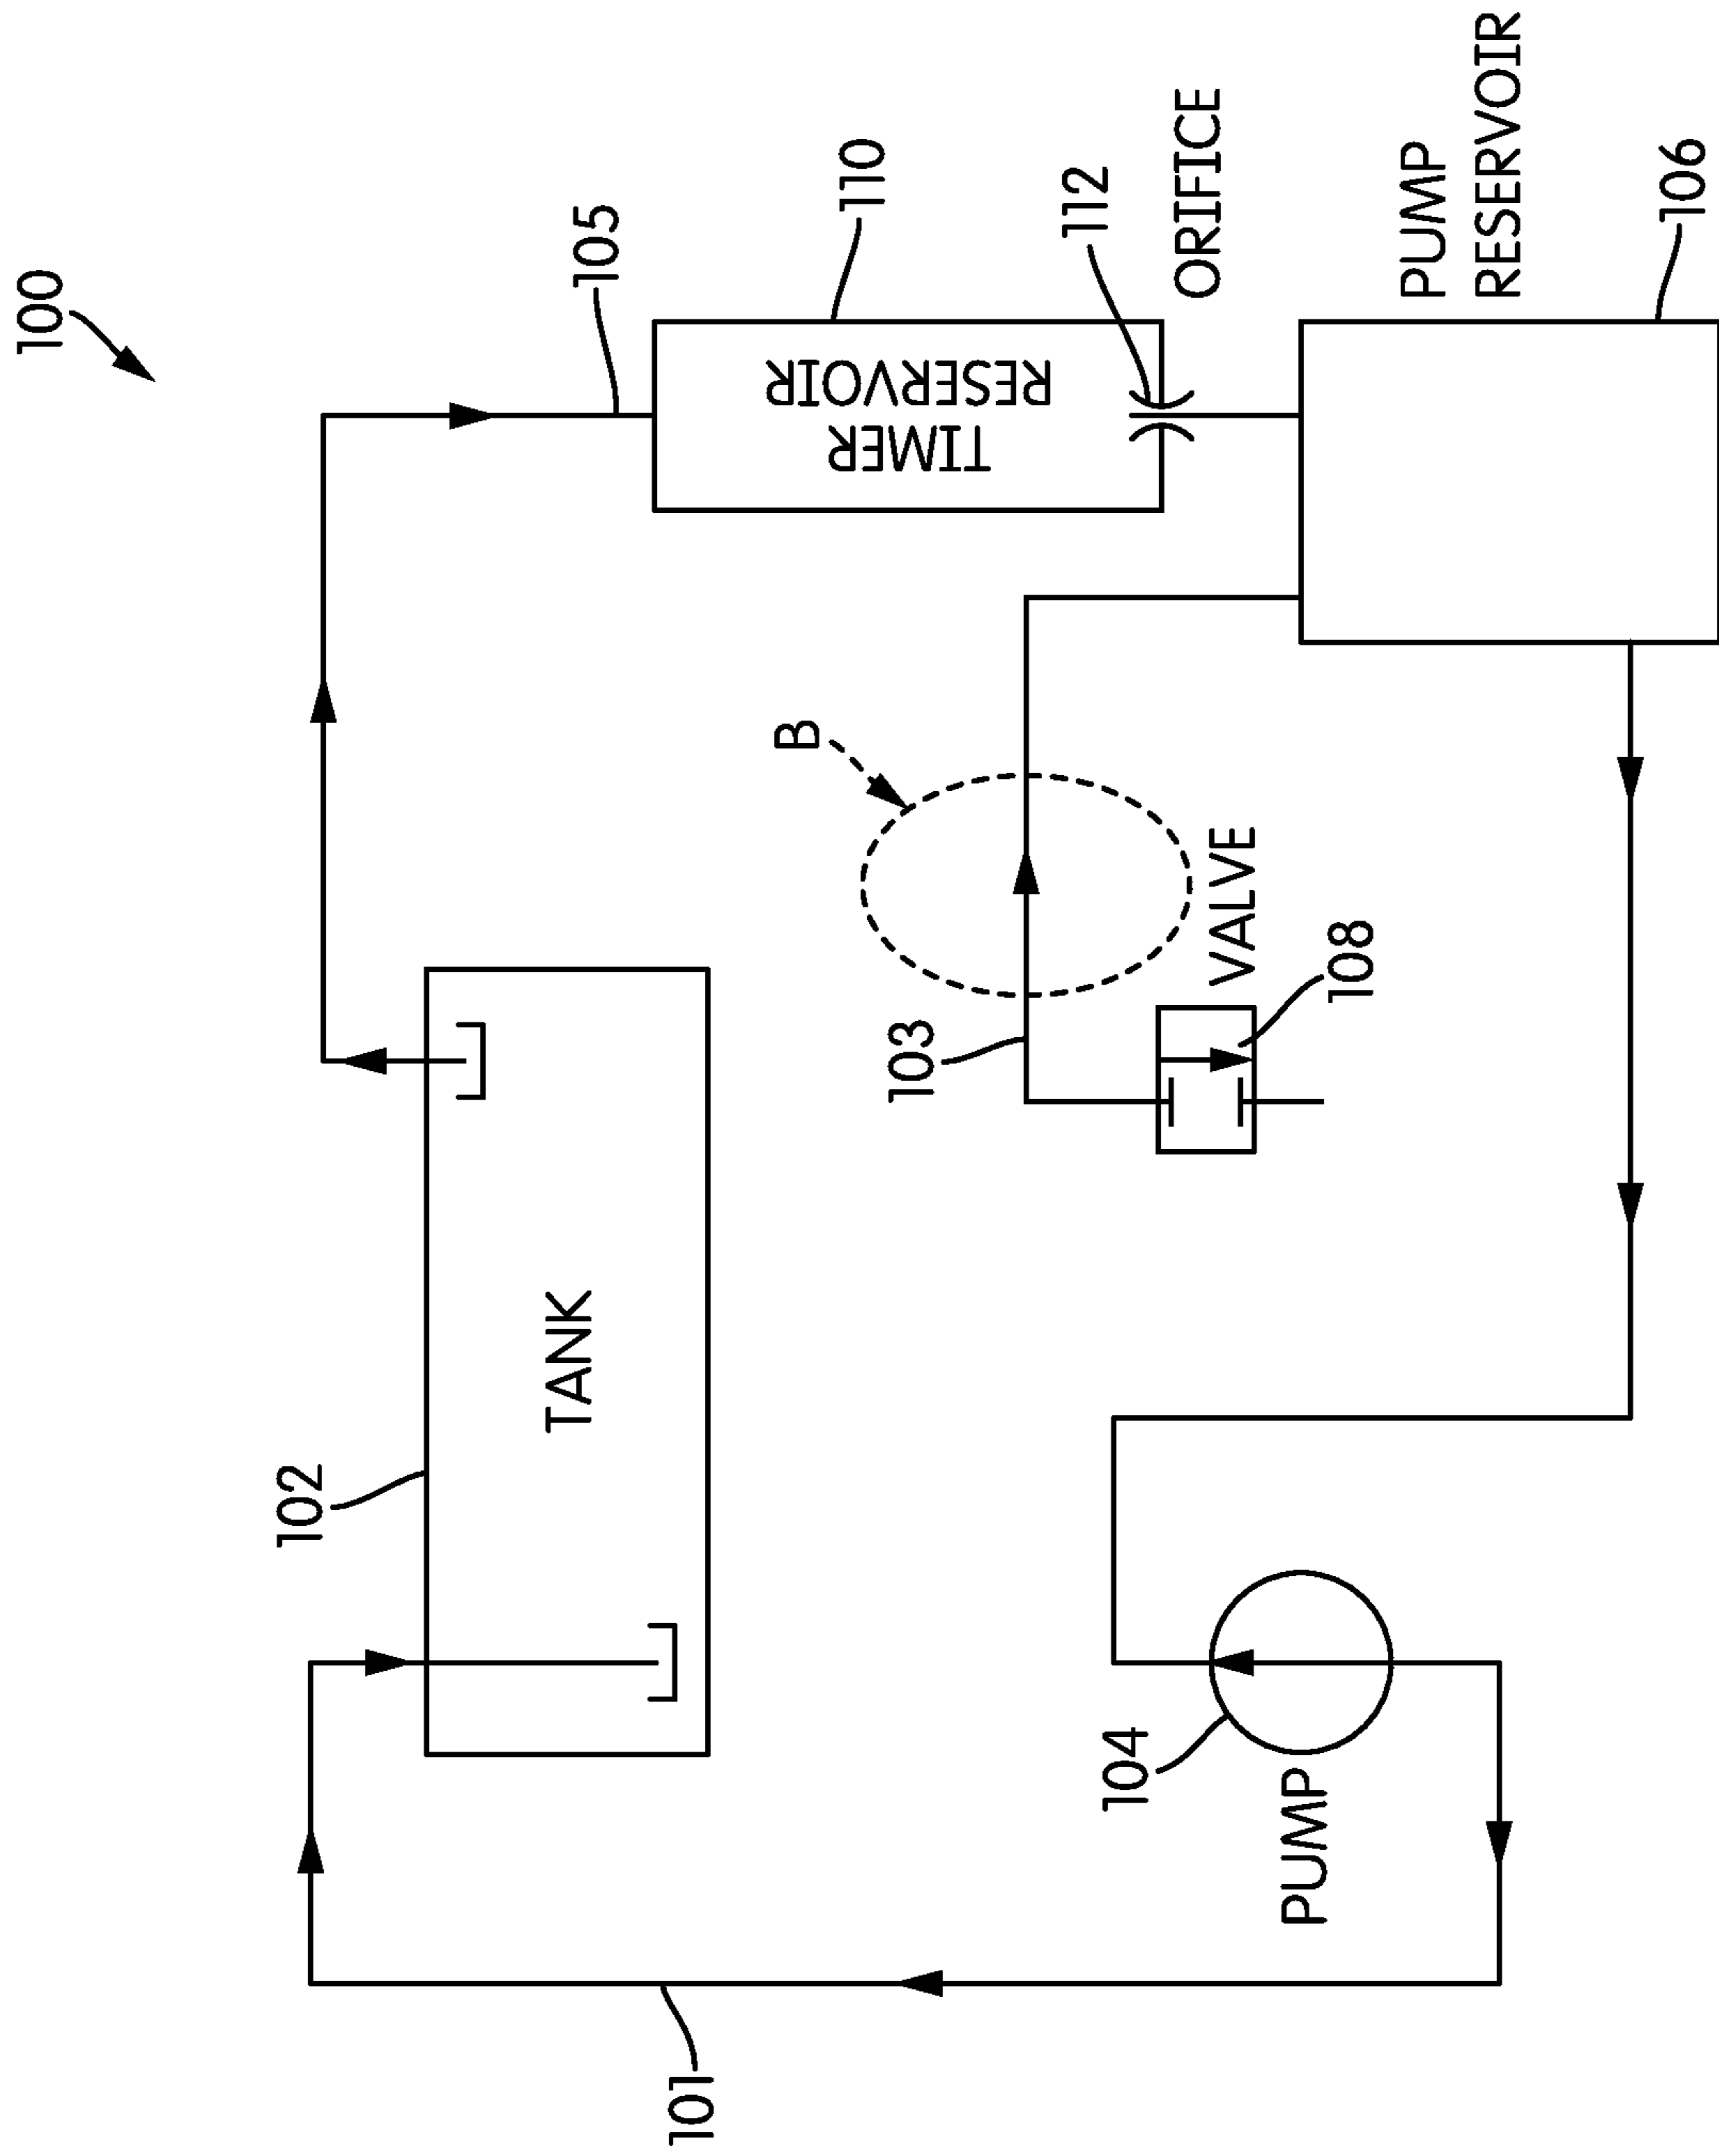 100
105
110
TIMER
RESERVOIR
112
ORIFICE
PUMP
RESERVOIR
106
B
VALVE
108
103
102
TANK
104
PUMP
101